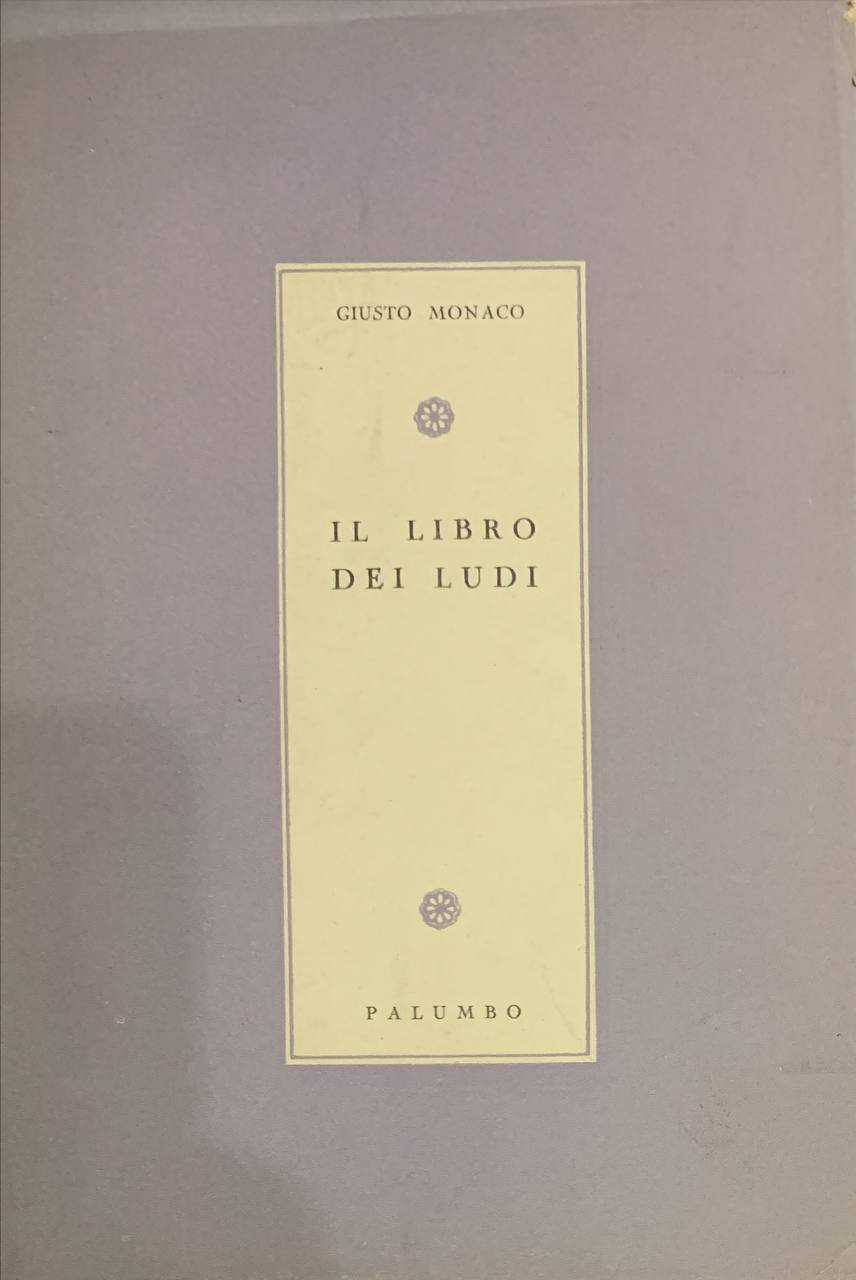 GIUSTO MONACO
IL LIBRO
DEI LUDI
PALUMBO